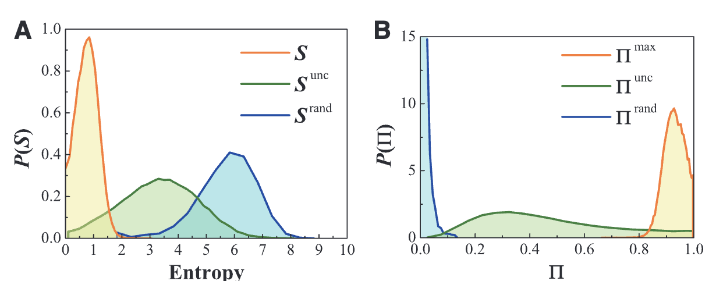 A
1.0
0.8
0.6
0.4
0.2
0.0
P(S)
S
S^unc
S^rand
0 1 2 3 4 5 6 7 8 9 10
Entropy
B
15
10
5
0
P(Π)
Π^max
Π^unc
Π^rand
0.0 0.2 0.4 0.6 0.8 1.0
Π